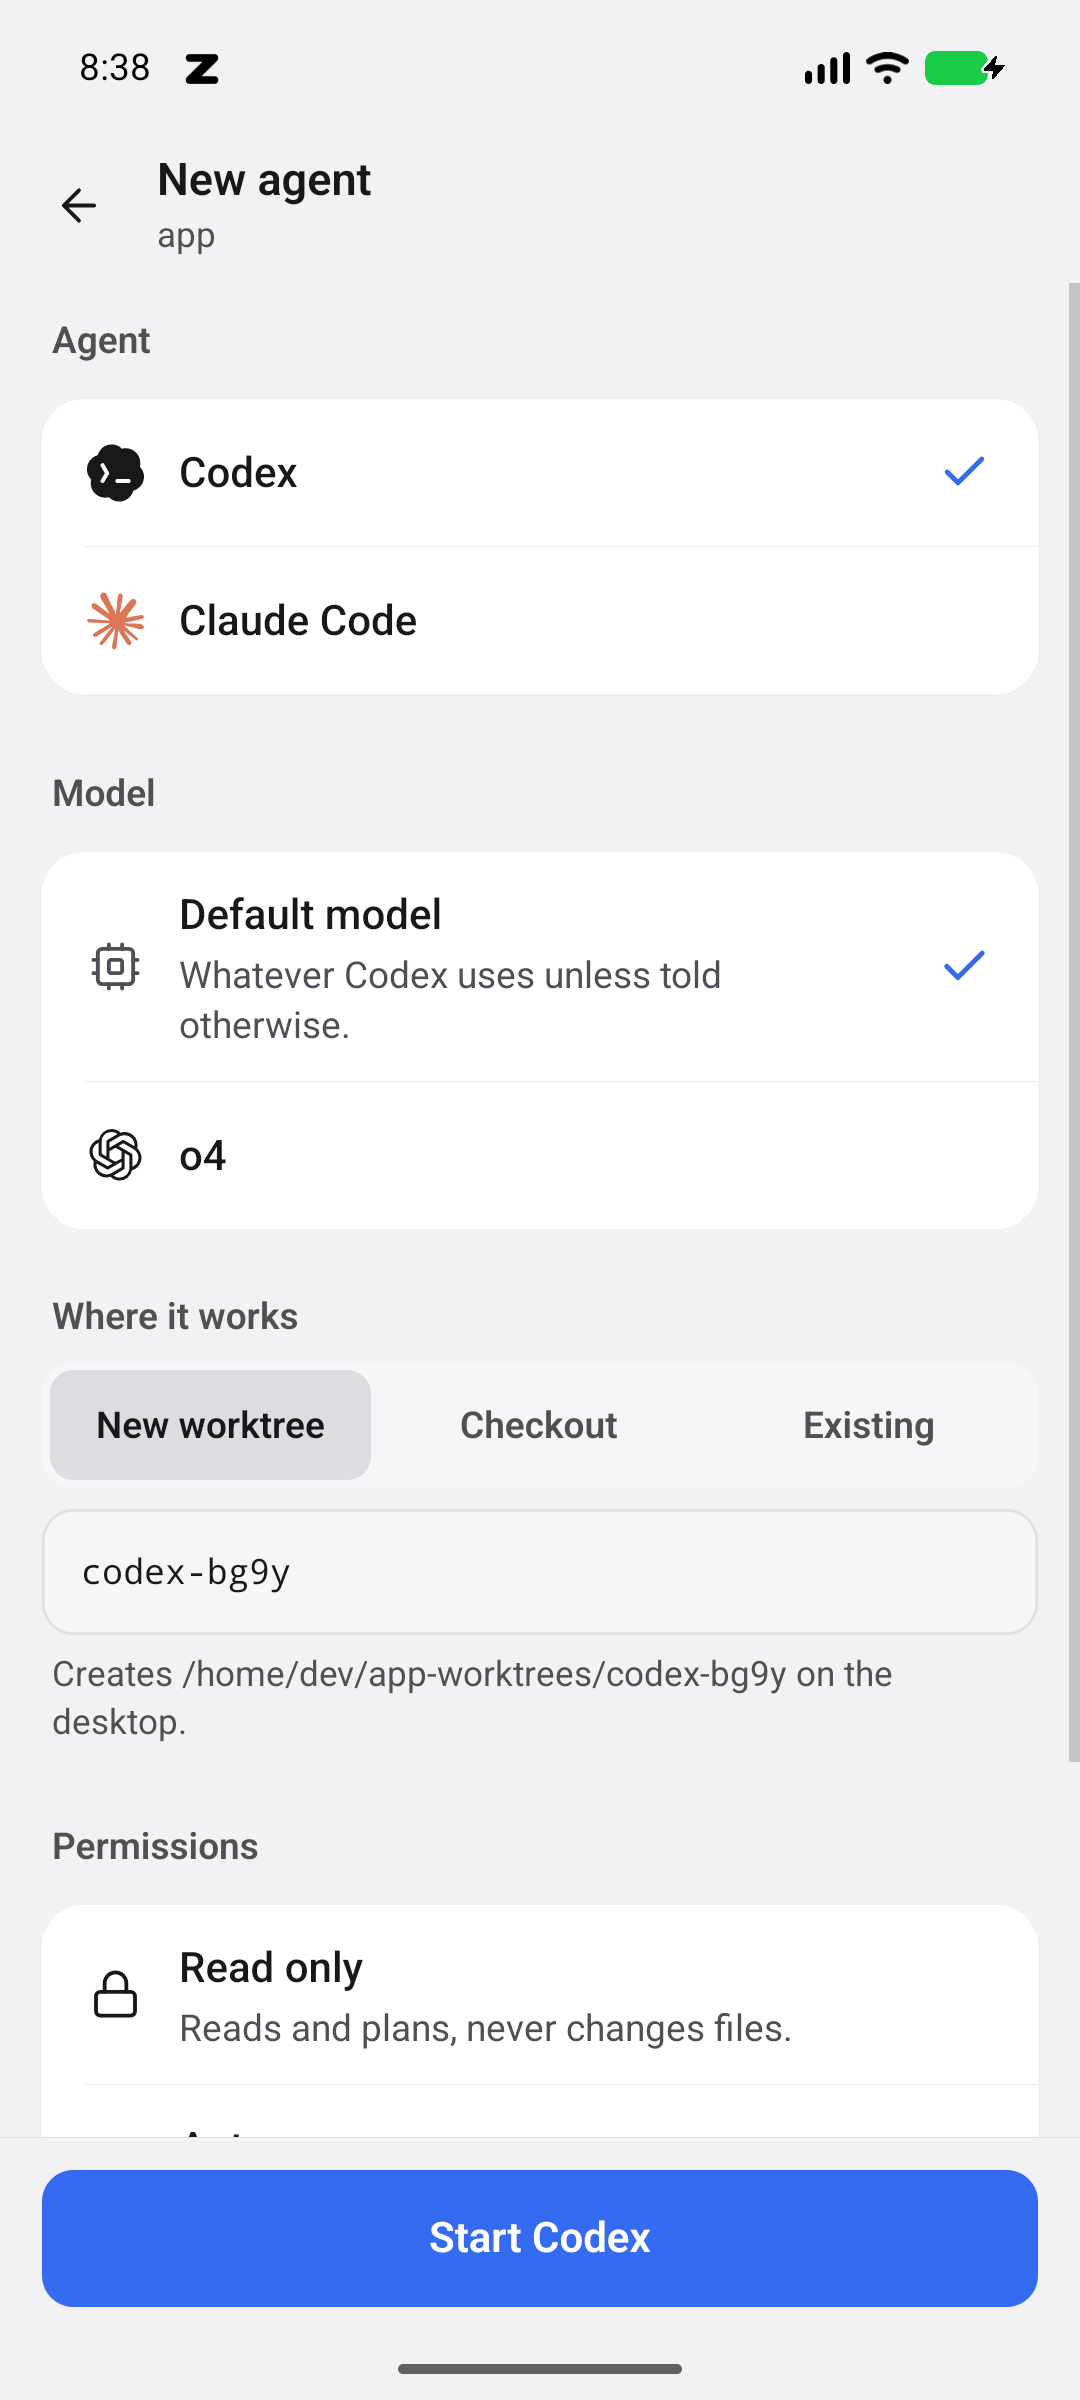 8:38
New agent
app
Agent
Codex
Claude Code
Model
Default model
Whatever Codex uses unless told
otherwise.
o4
Where it works
New worktree
Checkout
Existing
codex-bg9y
Creates /home/dev/app-worktrees/codex-bg9y on the
desktop.
Permissions
Read only
Reads and plans, never changes files.
Start Codex